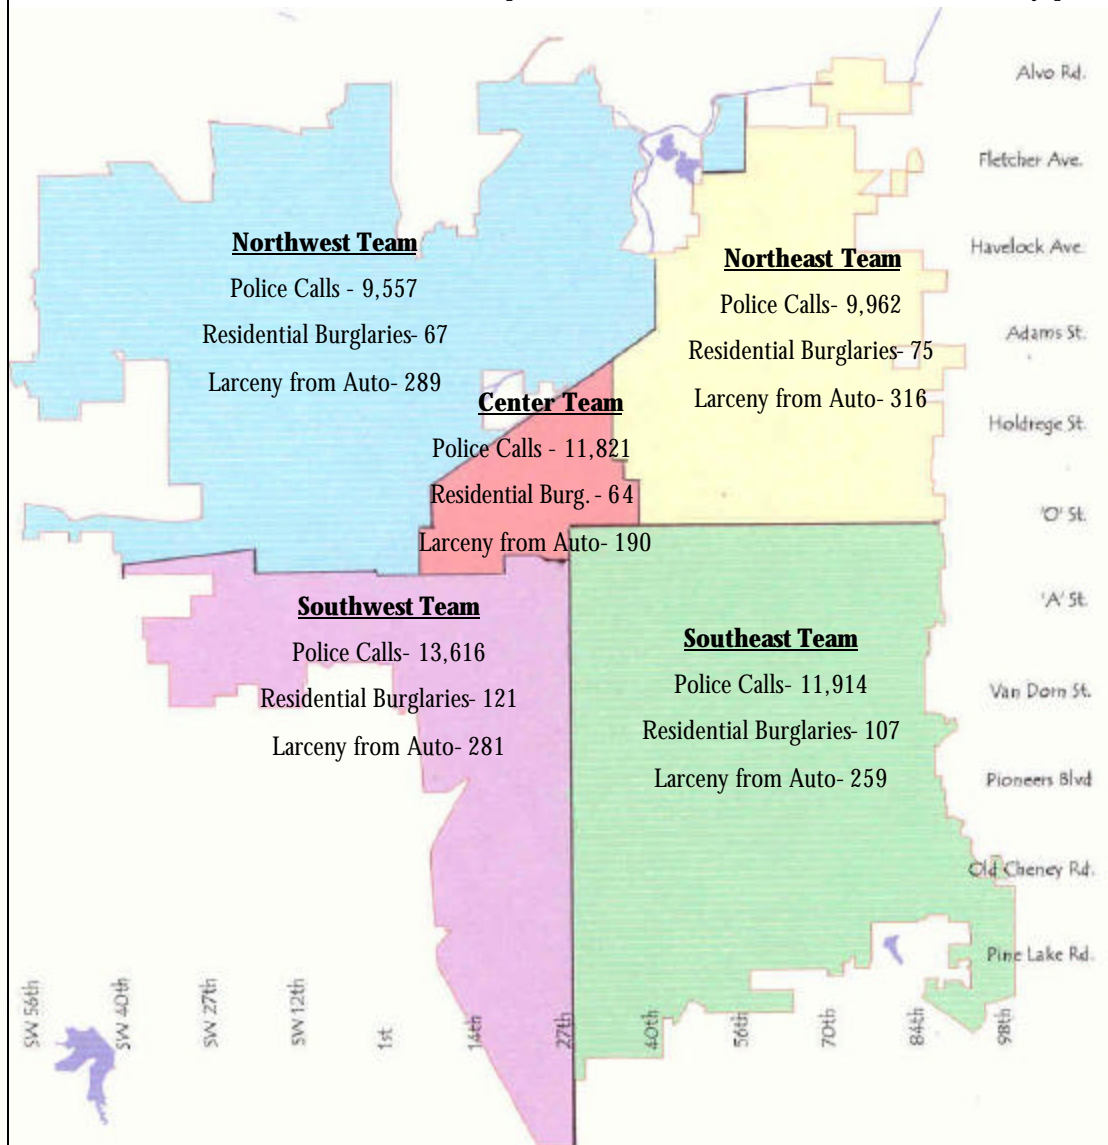 Alvo Rd.
Fletcher Ave.
Northwest Team
Police Calls - 9,557
Residential Burglaries- 67
Larceny from Auto- 289
Havelock Ave.
Northeast Team
Police Calls- 9,962
Residential Burglaries- 75
Larceny from Auto- 316
Adams St.
Center Team
Police Calls - 11,821
Residential Burg. - 64
Larceny from Auto- 190
Holdrege St.
'O' St.
'A' St.
Southwest Team
Police Calls- 13,616
Residential Burglaries- 121
Larceny from Auto- 281
Southeast Team
Police Calls- 11,914
Residential Burglaries- 107
Larceny from Auto- 259
Van Dorn St.
Pioneers Blvd
Old Cheney Rd.
Pine Lake Rd.
SW 56th
SW 40th
SW 27th
SW 12th
1st
14th
27th
40th
56th
70th
84th
98th